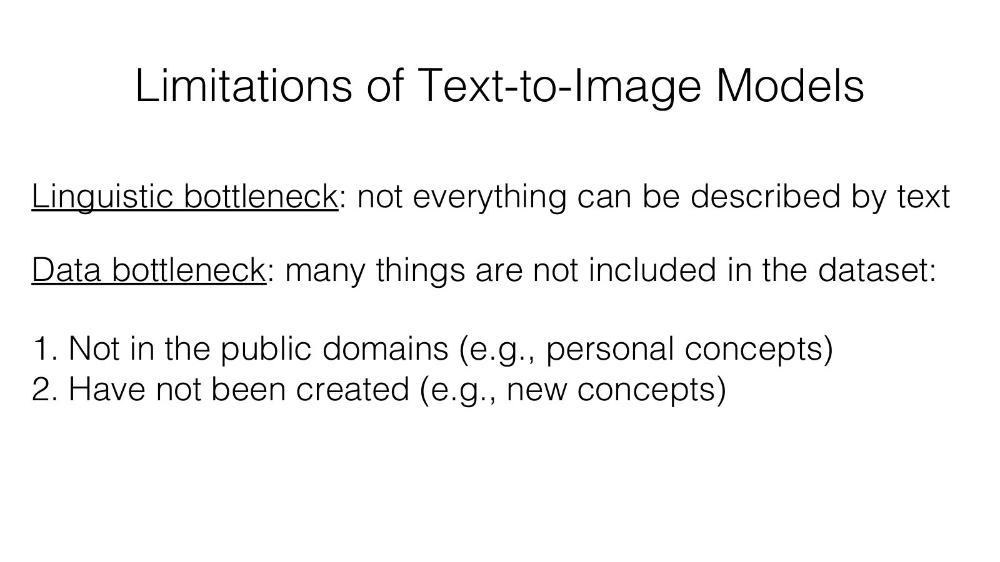 Limitations of Text-to-Image Models
Linguistic bottleneck: not everything can be described by text
Data bottleneck: many things are not included in the dataset:
1. Not in the public domains (e.g., personal concepts)
2. Have not been created (e.g., new concepts)